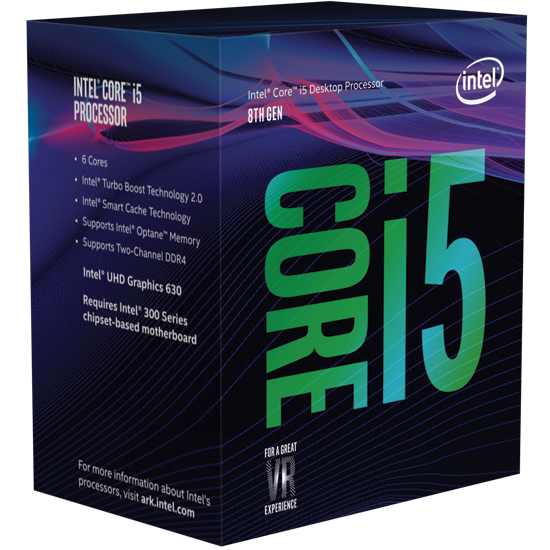 INTEL® CORE™ i5
PROCESSOR
• 6 Cores
• Intel® Turbo Boost Technology 2.0
• Intel® Smart Cache Technology
• Supports Intel® Optane™ Memory
• Supports Two-Channel DDR4
Intel® UHD Graphics 630
Requires Intel® 300 Series
chipset-based motherboard
For more information about Intel's
processors, visit ark.intel.com
Intel® Core™ i5 Desktop Processor
8TH GEN
intel®
CORE i5
FOR A GREAT
VR
EXPERIENCE